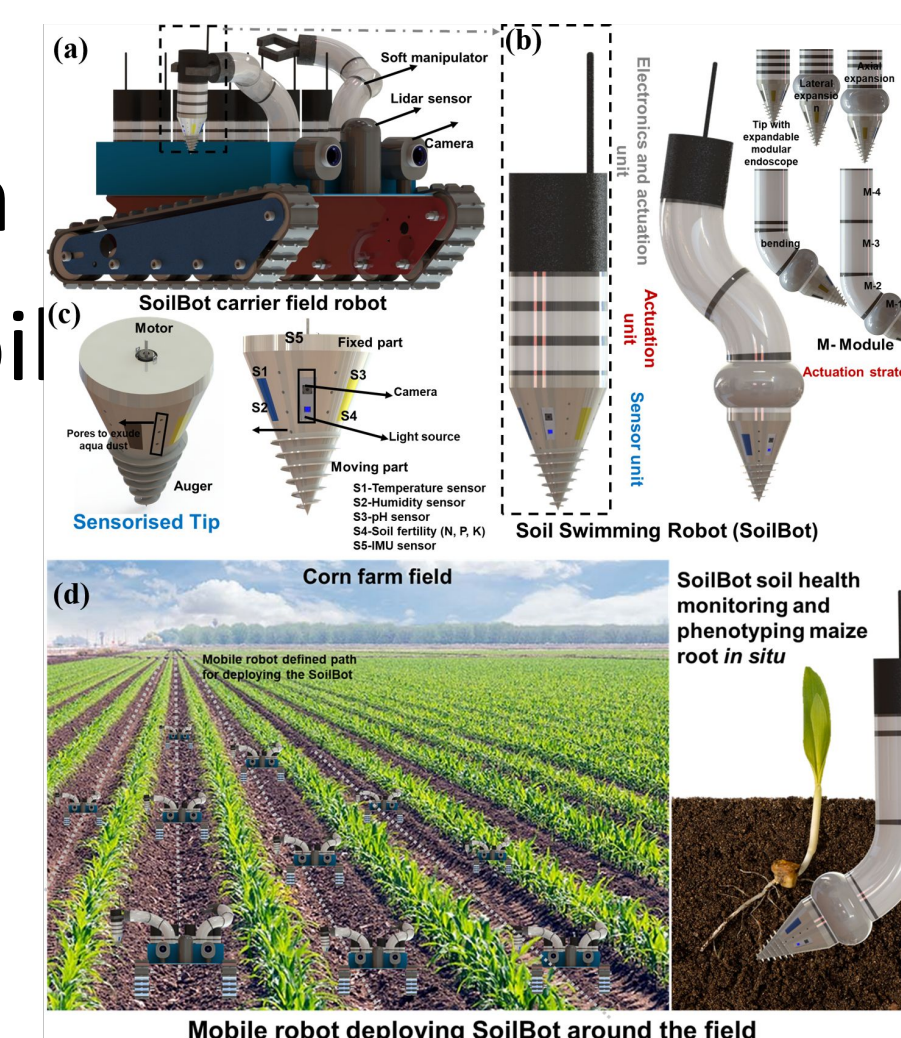 (a)
Soft manipulator
Lidar sensor
Camera
SoilBot carrier field robot
(b)
Electronics and actuation
unit
Actuation
unit
Sensor unit
Axial
expansion
Lateral
expansio
n
Tip with
expandable
modular
endoscope
bending
M-4
M-3
M-2
M-1
M- Module
Actuation strate
Soil Swimming Robot (SoilBot)
(c)
Motor
Pores to exude
aqua dust
Auger
Sensorised Tip
S5
Fixed part
S1
S2
S3
S4
Camera
Light source
Moving part
S1-Temperature sensor
S2-Humidity sensor
S3-pH sensor
S4-Soil fertility (N, P, K)
S5-IMU sensor
(d)
Corn farm field
Mobile robot defined path
for deploying the SoilBot
SoilBot soil health
monitoring and
phenotyping maize
root in situ
Mobile robot deploying SoilBot around the field